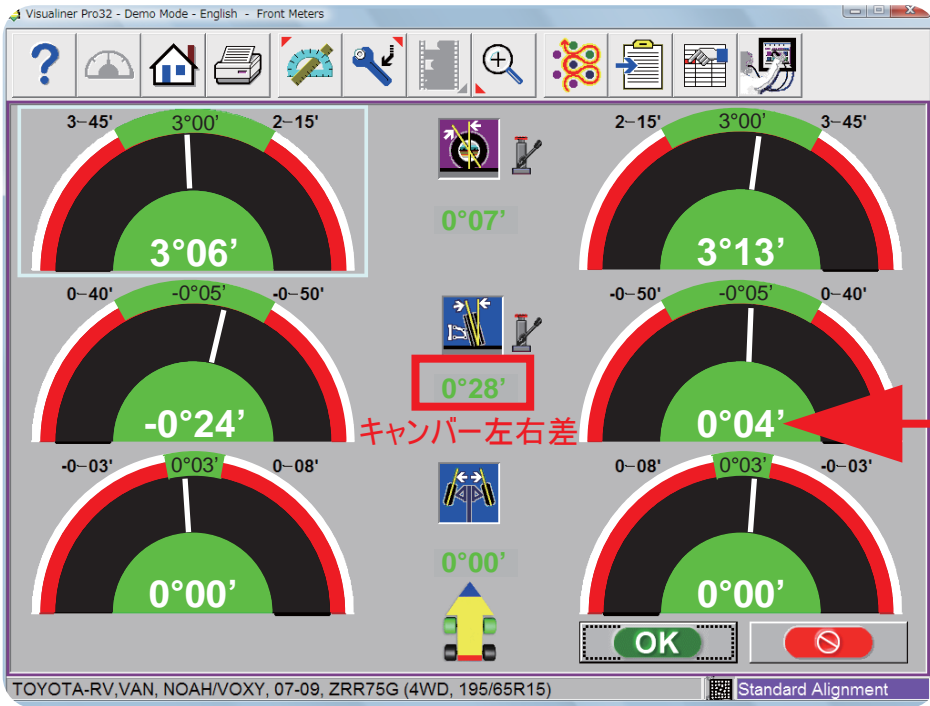 Visualiner Pro32 - Demo Mode - English - Front Meters
3-45' 3°00' 2-15'
3°06’
0°07’
2-15' 3°00' 3-45'
3°13’
0-40' -0°05' -0-50'
-0°24’
0°28’
キャンバー左右差
-0-50' -0°05' 0-40'
0°04’
-0-03' 0°03' 0-08'
0°00’
0°00’
0-08' 0°03' -0-03'
0°00’
OK
TOYOTA-RV,VAN, NOAH/VOXY, 07-09, ZRR75G (4WD, 195/65R15)
Standard Alignment